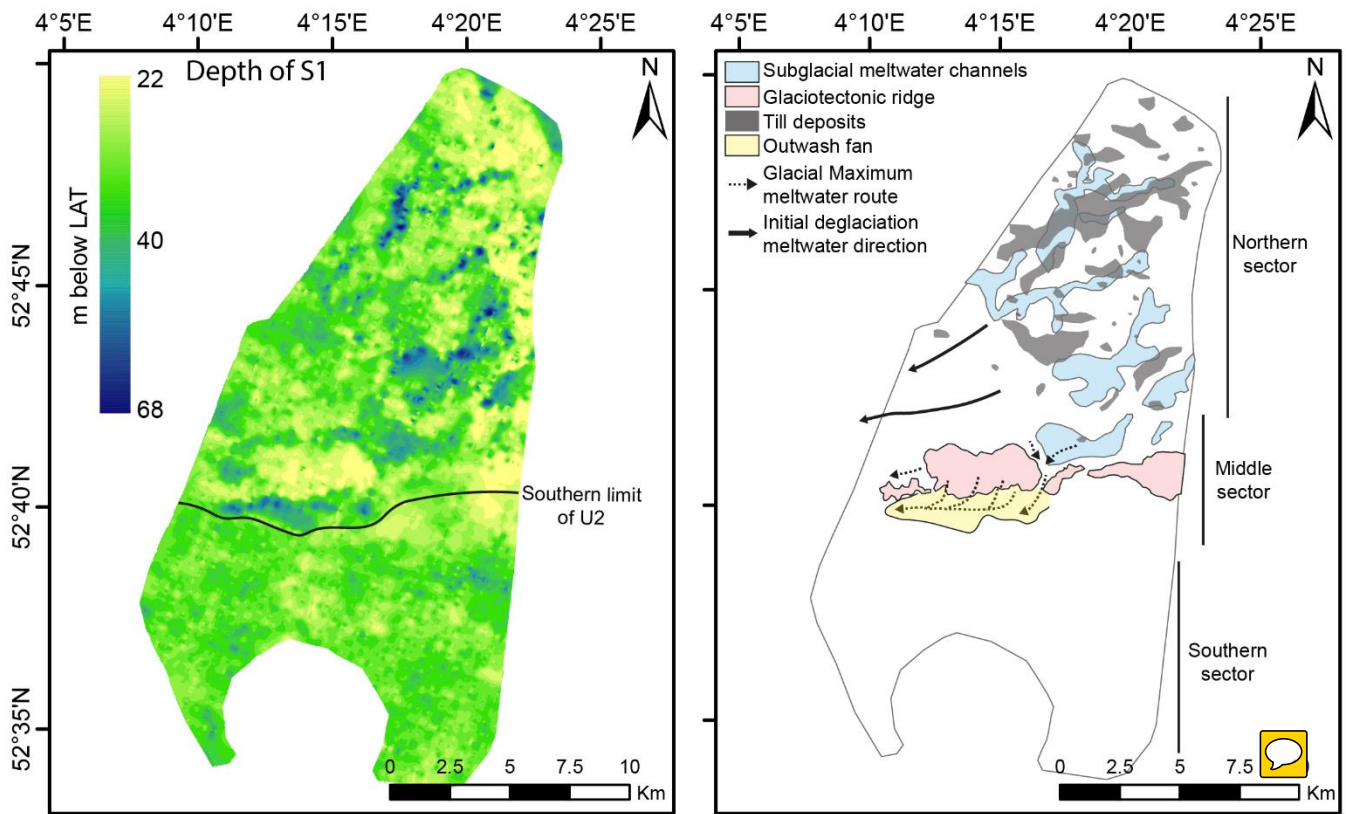 4°5'E 4°10'E 4°15'E 4°20'E 4°25'E
Depth of S1
N
22
40
68
m below LAT
52°45'N
52°40'N
52°35'N
Southern limit
of U2
0 2.5 5 7.5 10
Km
4°5'E 4°10'E 4°15'E 4°20'E 4°25'E
N
Subglacial meltwater channels
Glaciotectonic ridge
Till deposits
Outwash fan
Glacial Maximum
meltwater route
Initial deglaciation
meltwater direction
Northern
sector
Middle
sector
Southern
sector
0 2.5 5 7.5
Km